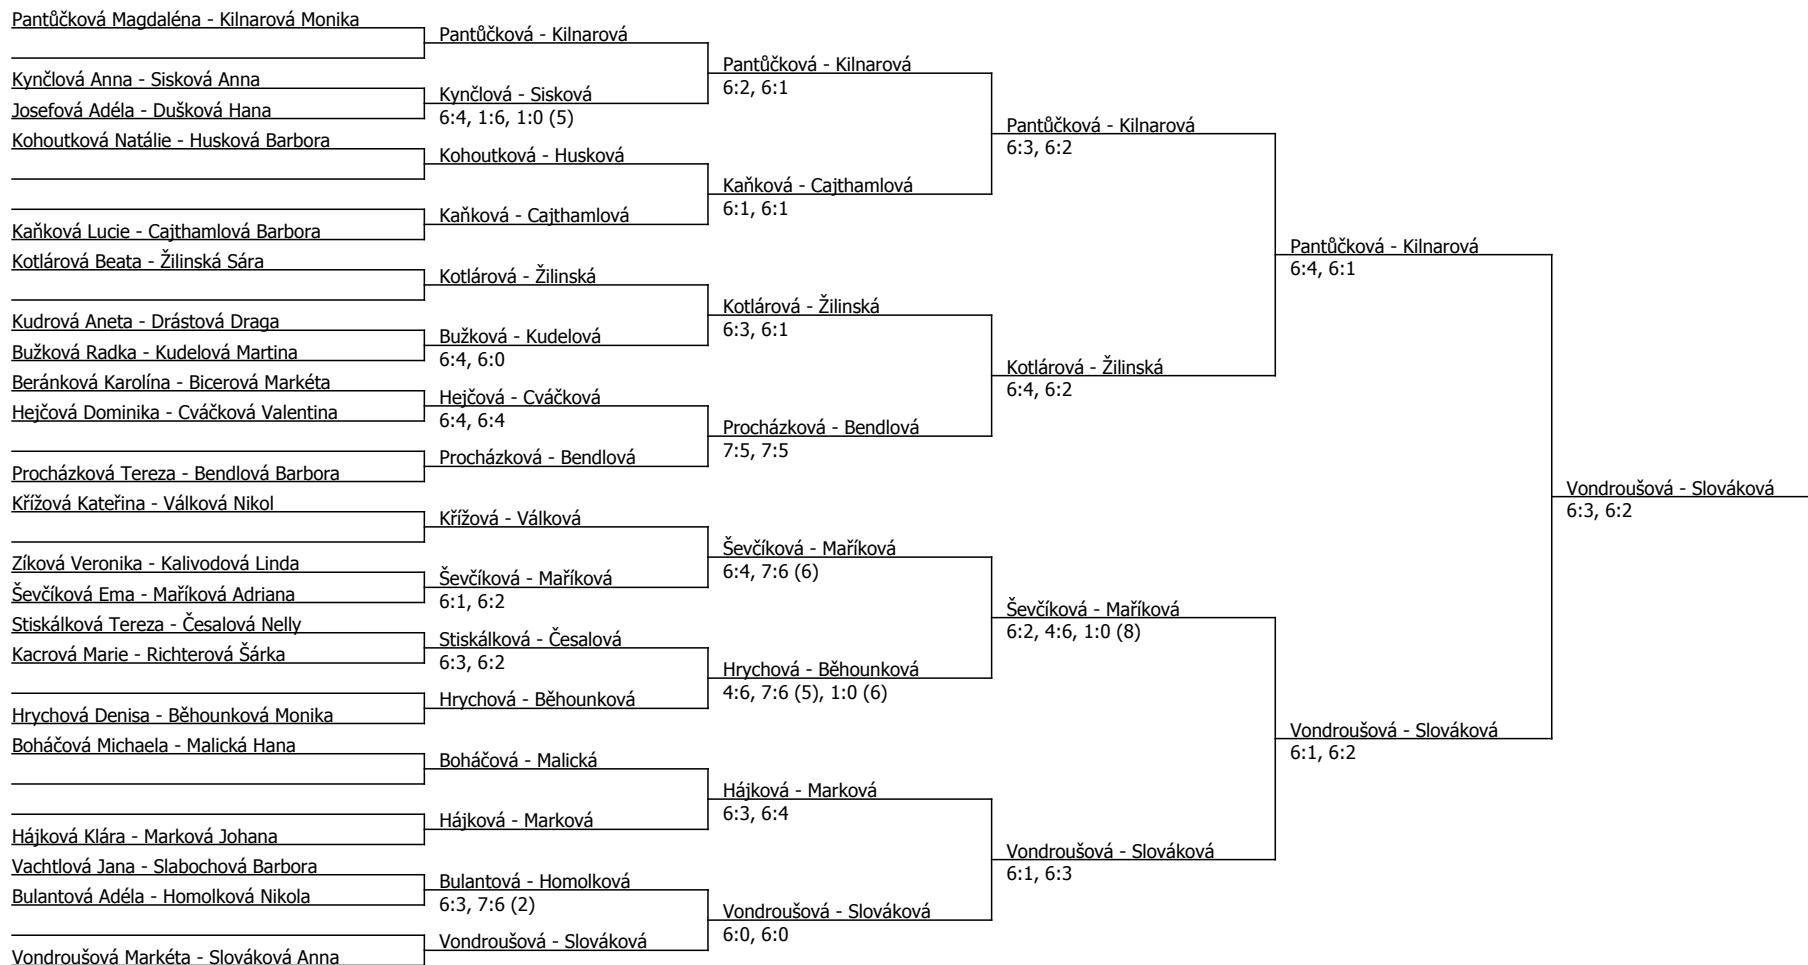 Pantůčková Magdaléna - Kilnarová Monika
Kynčlová Anna - Sisková Anna
Josefová Adéla - Dušková Hana
Kohoutková Natálie - Husková Barbora
Kaňková Lucie - Cajthamlová Barbora
Kotlárová Beata - Žilinská Sára
Kudrová Aneta - Drástová Draga
Bužková Radka - Kudelová Martina
Beránková Karolína - Bicerová Markéta
Hejčová Dominika - Cváčková Valentina
Procházková Tereza - Bendlová Barbora
Křížová Kateřina - Válková Nikol
Zíková Veronika - Kalivodová Linda
Ševčíková Ema - Maříková Adriana
Stiskálková Tereza - Česalová Nelly
Kacrová Marie - Richterová Šárka
Hrychová Denisa - Běhounková Monika
Boháčová Michaela - Malická Hana
Hájková Klára - Marková Johana
Vachtlová Jana - Slabochová Barbora
Bulantová Adéla - Homolková Nikola
Vondroušová Markéta - Slováková Anna
Pantůčková - Kilnarová
Kynčlová - Sisková
6:4, 1:6, 1:0 (5)
Kohoutková - Husková
Kaňková - Cajthamlová
Kotlárová - Žilinská
Bužková - Kudelová
6:4, 6:0
Hejčová - Cváčková
6:4, 6:4
Procházková - Bendlová
Křížová - Válková
Ševčíková - Maříková
6:1, 6:2
Stiskálková - Česalová
6:3, 6:2
Hrychová - Běhounková
Boháčová - Malická
Hájková - Marková
Bulantová - Homolková
6:3, 7:6 (2)
Vondroušová - Slováková
Pantůčková - Kilnarová
6:2, 6:1
Kaňková - Cajthamlová
6:1, 6:1
Kotlárová - Žilinská
6:3, 6:1
Procházková - Bendlová
7:5, 7:5
Ševčíková - Maříková
6:4, 7:6 (6)
Hrychová - Běhounková
4:6, 7:6 (5), 1:0 (6)
Hájková - Marková
6:3, 6:4
Vondroušová - Slováková
6:0, 6:0
Pantůčková - Kilnarová
6:3, 6:2
Kotlárová - Žilinská
6:4, 6:2
Ševčíková - Maříková
6:2, 4:6, 1:0 (8)
Vondroušová - Slováková
6:1, 6:3
Pantůčková - Kilnarová
6:4, 6:1
Vondroušová - Slováková
6:1, 6:2
Vondroušová - Slováková
6:3, 6:2